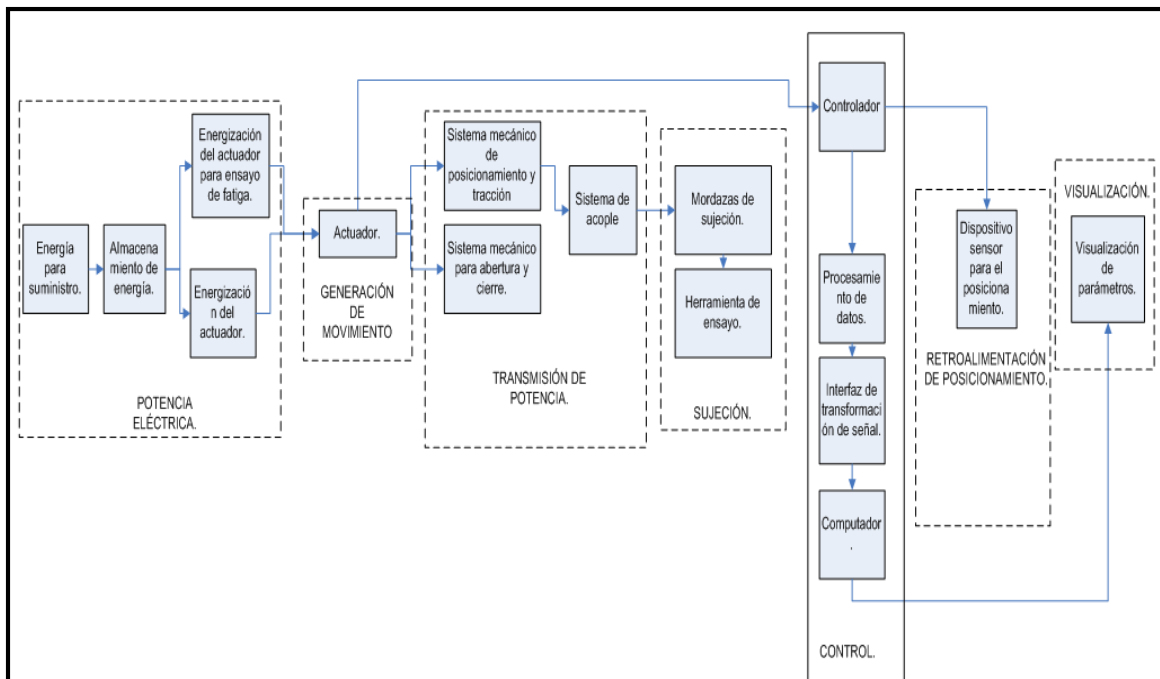 Energía
para
suministro.
Almacena
miento de
energía.
Energización
del actuador
para ensayo
de fatiga.
Energizació
n del
actuador.
POTENCIA
ELÉCTRICA.
Actuador.
GENERACIÓN
DE
MOVIMIENTO
Sistema mecánico
de
posicionamiento y
tracción
Sistema mecánico
para abertura y
cierre.
Sistema de
acople
TRANSMISIÓN DE
POTENCIA.
Mordazas de
sujeción.
Herramienta de
ensayo.
SUJECIÓN.
Controlador
Procesamie
nto de
datos.
Interfaz de
transformaci
ón de señal.
Computador
.
CONTROL.
Dispositivo
sensor
para el
posiciona
miento.
RETROALIMENTACIÓN
DE POSICIONAMIENTO.
VISUALIZACIÓN.
Visualización
de
parámetros.